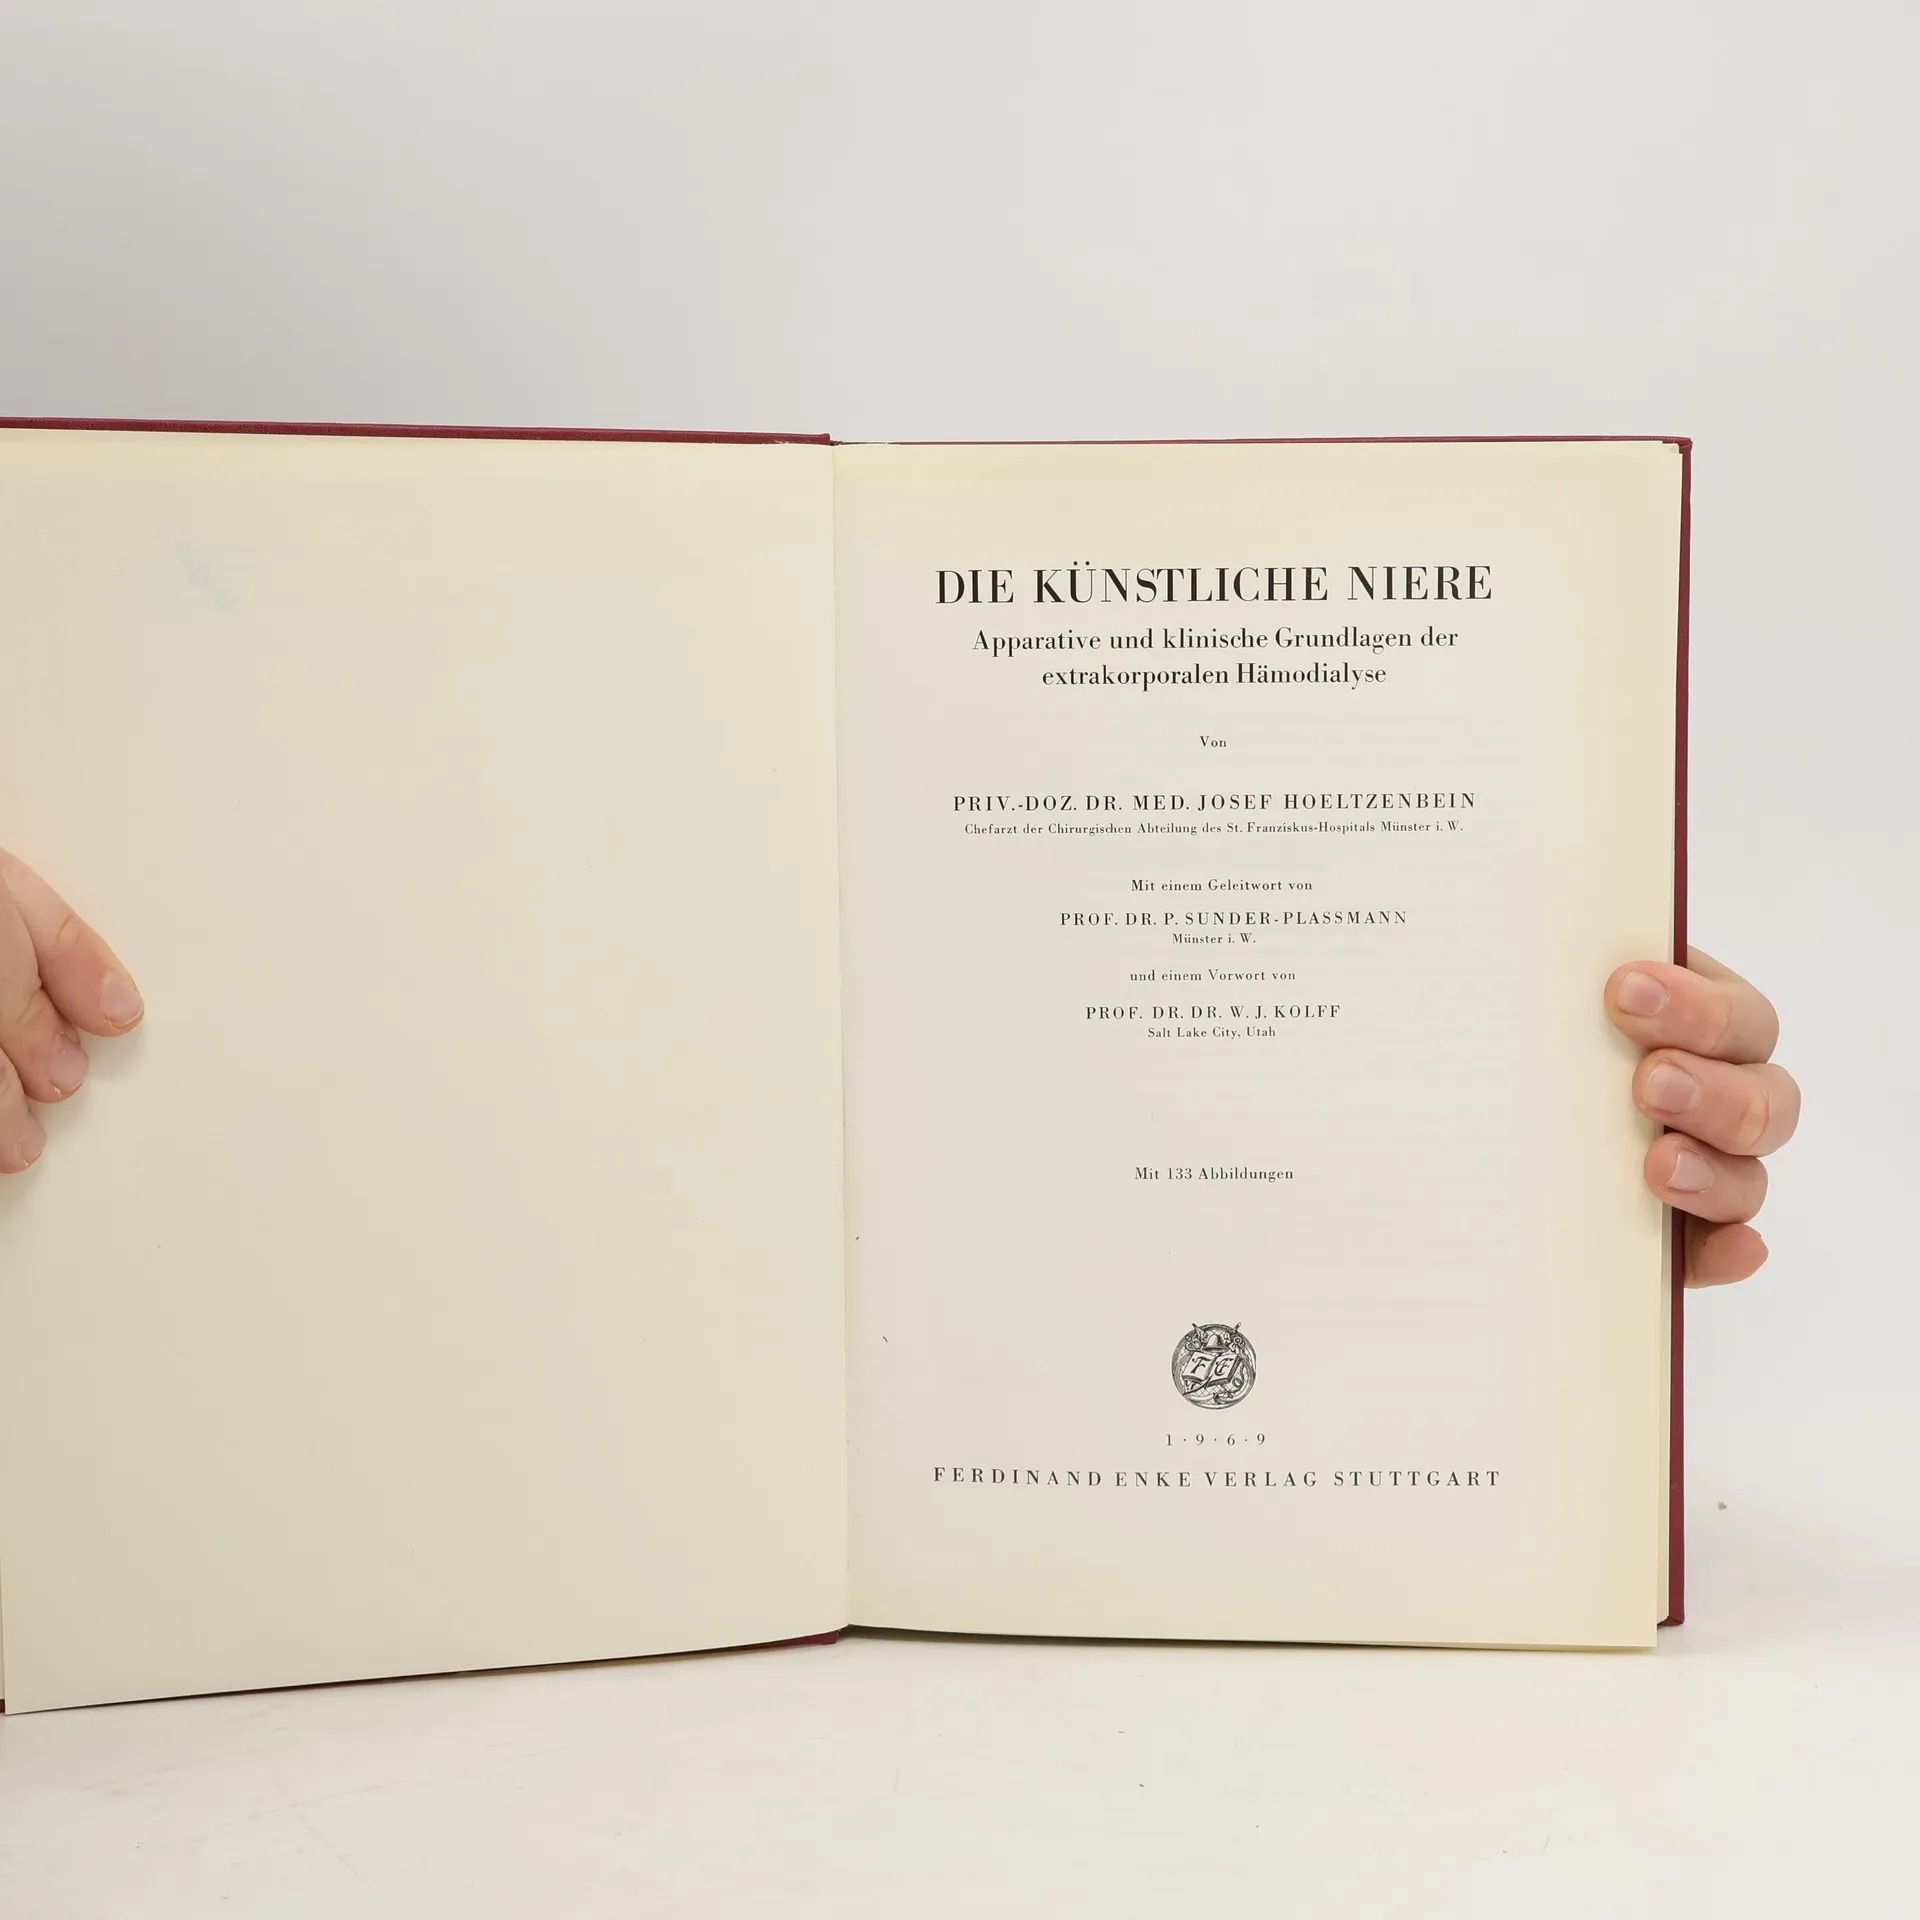 DIE KÜNSTLICHE NIERE
Apparative und klinische Grundlagen der
extrakorporalen Hämodialyse
Von
PRIV.-DOZ. DR. MED. JOSEF HOELTZENBEIN
Chefarzt der Chirurgischen Abteilung des St. Franziskus-Hospitals Münster i. W.
Mit einem Geleitwort von
PROF. DR. P. SUNDER-PLASSMANN
Münster i. W.
und einem Vorwort von
PROF. DR. DR. W. J. KOLFF
Salt Lake City, Utah
Mit 133 Abbildungen
F E
1 · 9 · 6 · 9
FERDINAND ENKE VERLAG STUTTGART